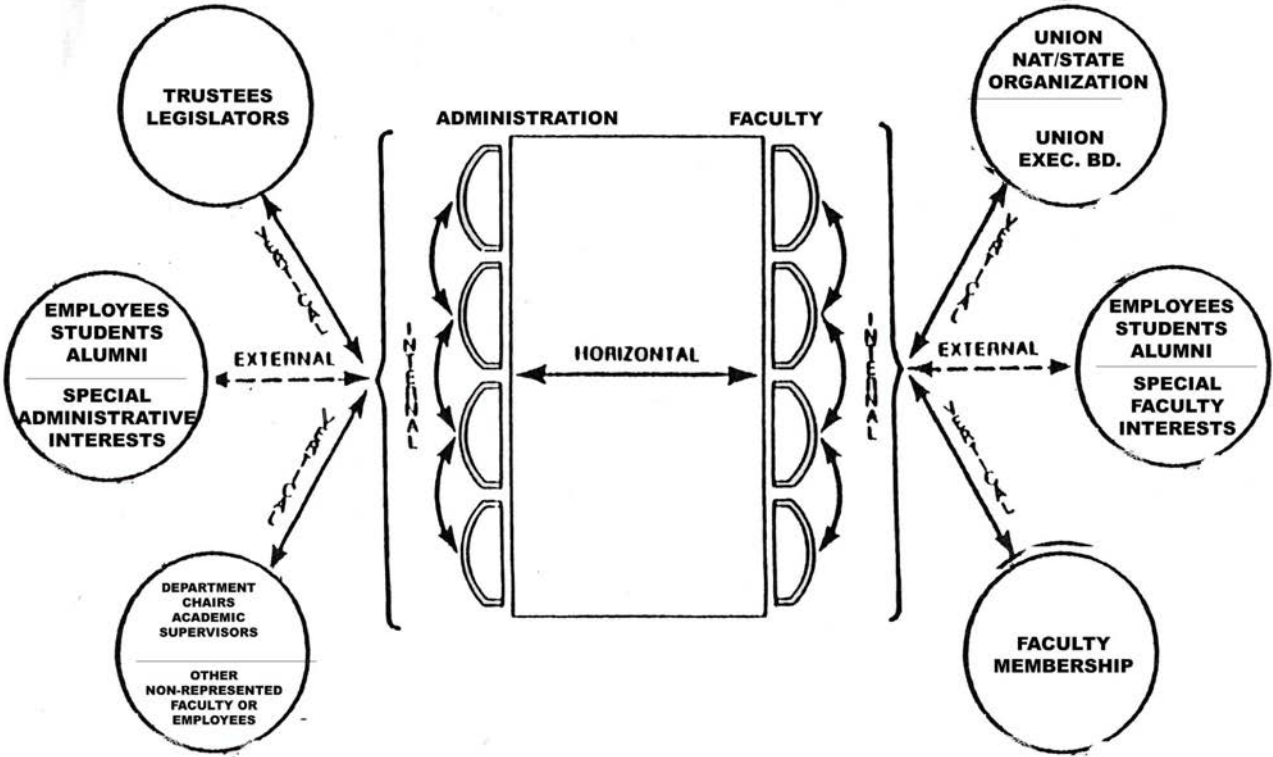 TRUSTEES
LEGISLATORS
UNION
NAT/STATE
ORGANIZATION
UNION
EXEC. BD.
ADMINISTRATION
FACULTY
VERTICAL
VERTICAL
EMPLOYEES
STUDENTS
ALUMNI
SPECIAL
ADMINISTRATIVE
INTERESTS
EXTERNAL
INTERNAL
HORIZONTAL
INTERNAL
EXTERNAL
EMPLOYEES
STUDENTS
ALUMNI
SPECIAL
FACULTY
INTERESTS
VERTICAL
VERTICAL
DEPARTMENT
CHAIRS
ACADEMIC
SUPERVISORS
OTHER
NON-REPRESENTED
FACULTY OR
EMPLOYEES
FACULTY
MEMBERSHIP